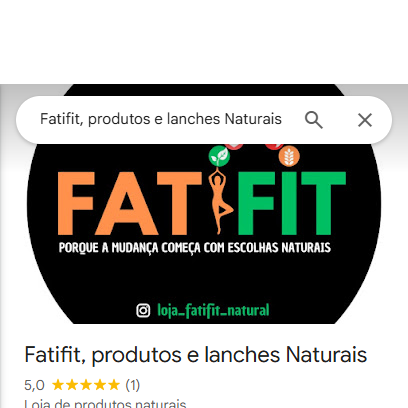 Fatifit, produtos e lanches Naturais
FATIFIT
PORQUE A MUDANÇA COMEÇA COM ESCOLHAS NATURAIS
loja_fatifit_natural
Fatifit, produtos e lanches Naturais
5,0 (1)
Loja de produtos naturais